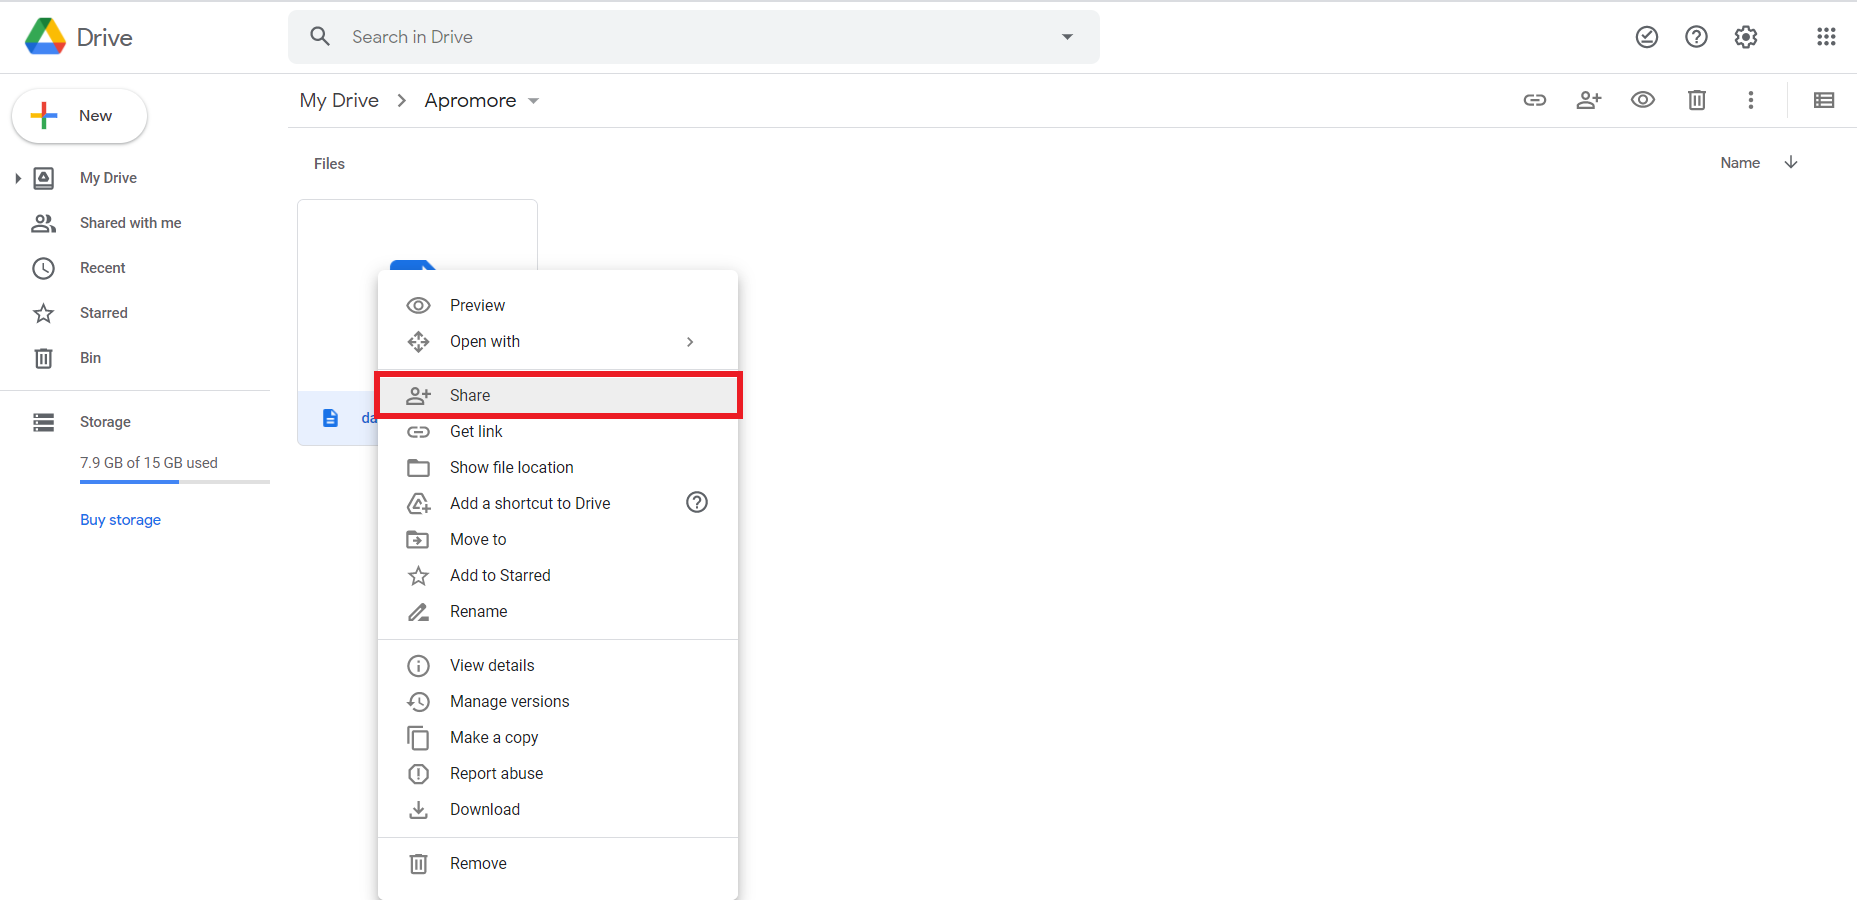 Drive
Search in Drive
New
My Drive
Shared with me
Recent
Starred
Bin
Storage
7.9 GB of 15 GB used
Buy storage
My Drive
Apromore
Files
Name
da
Preview
Open with
Share
Get link
Show file location
Add a shortcut to Drive
Move to
Add to Starred
Rename
View details
Manage versions
Make a copy
Report abuse
Download
Remove